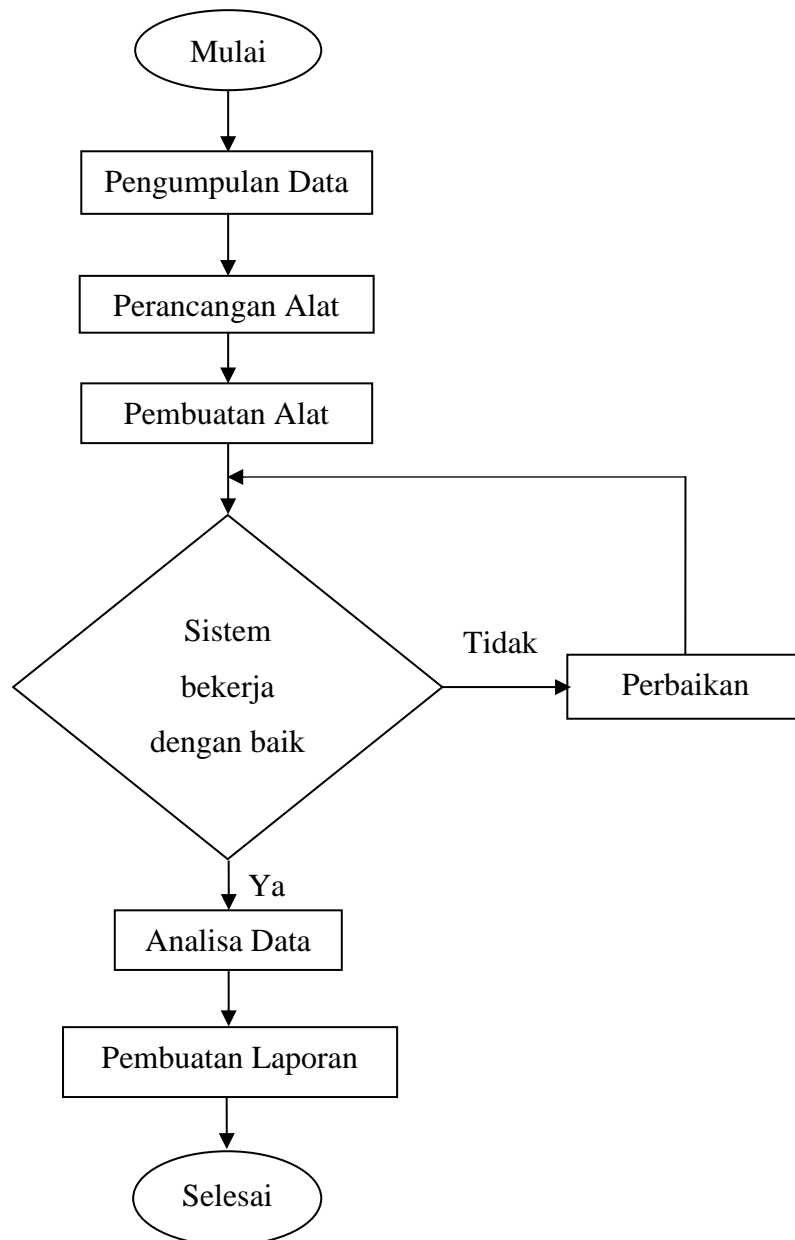 Mulai
Pengumpulan Data
Perancangan Alat
Pembuatan Alat
Sistem
bekerja
dengan baik
Tidak
Perbaikan
Ya
Analisa Data
Pembuatan Laporan
Selesai